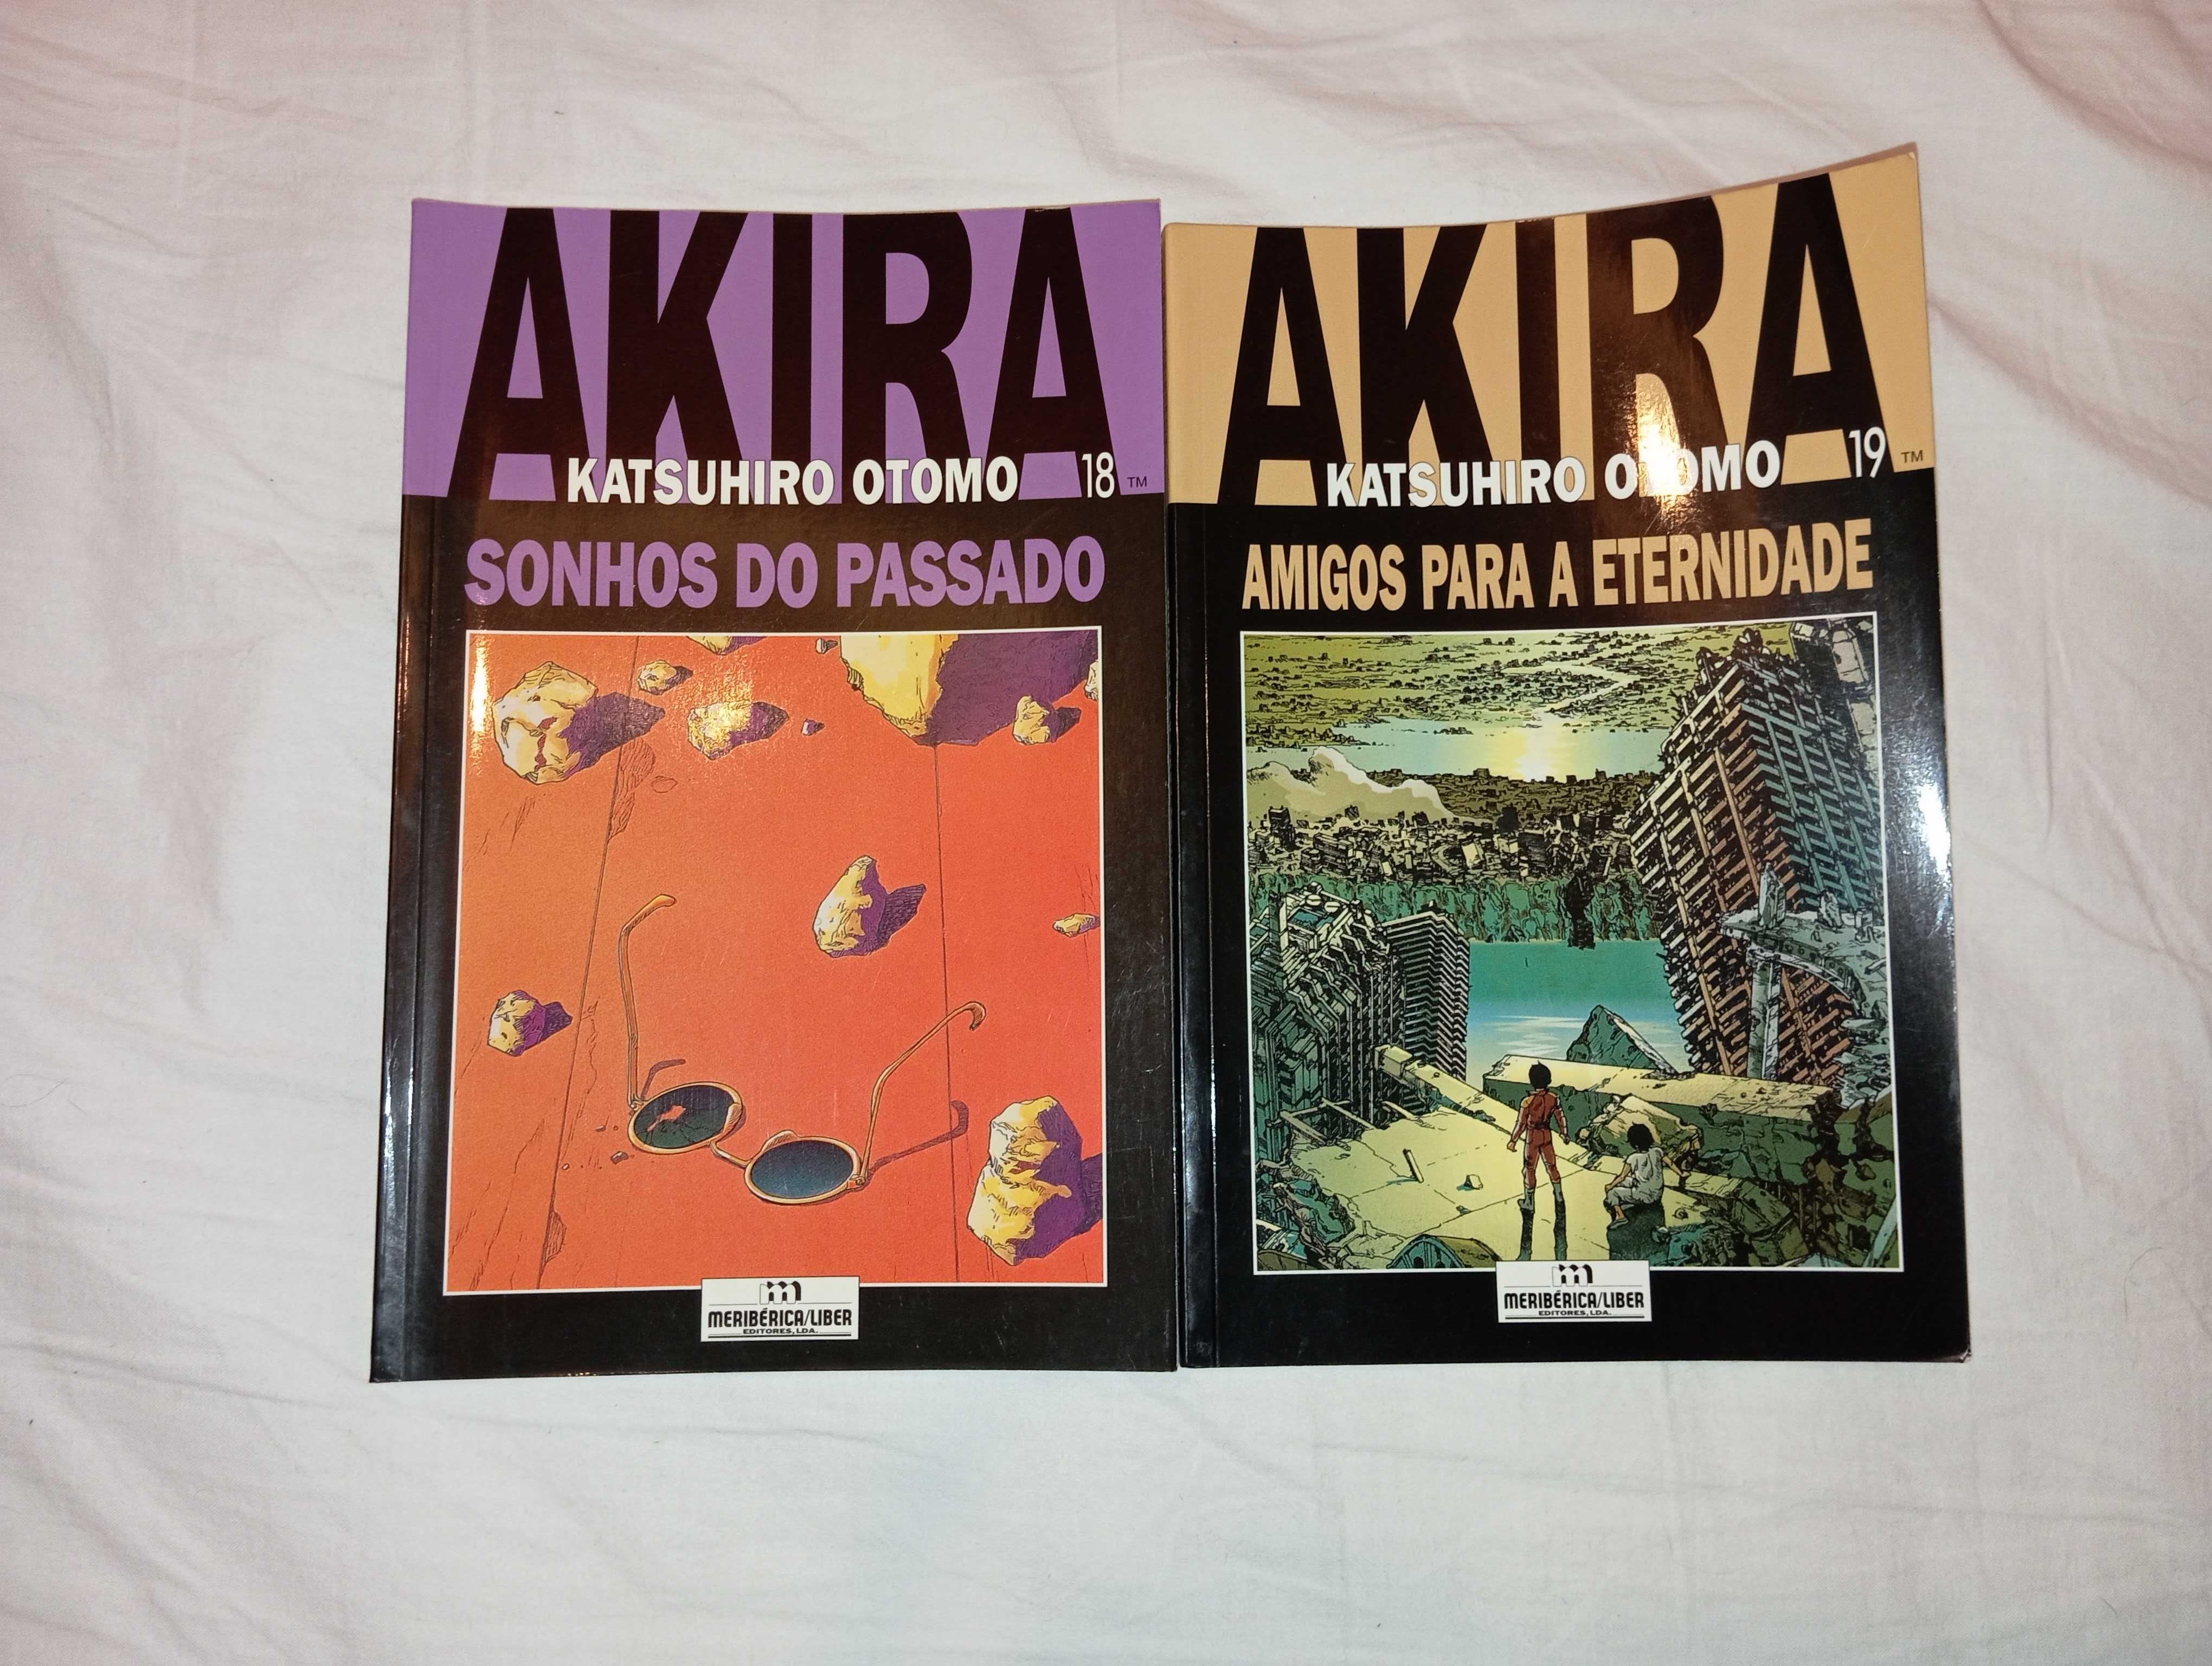 AKIRA
KATSUHIRO OTOMO 18 TM
SONHOS DO PASSADO
m
MERIBÉRICA/LIBER
EDITORES, LDA.
AKIRA
KATSUHIRO OTOMO 19 TM
AMIGOS PARA A ETERNIDADE
m
MERIBÉRICA/LIBER
EDITORES, LDA.